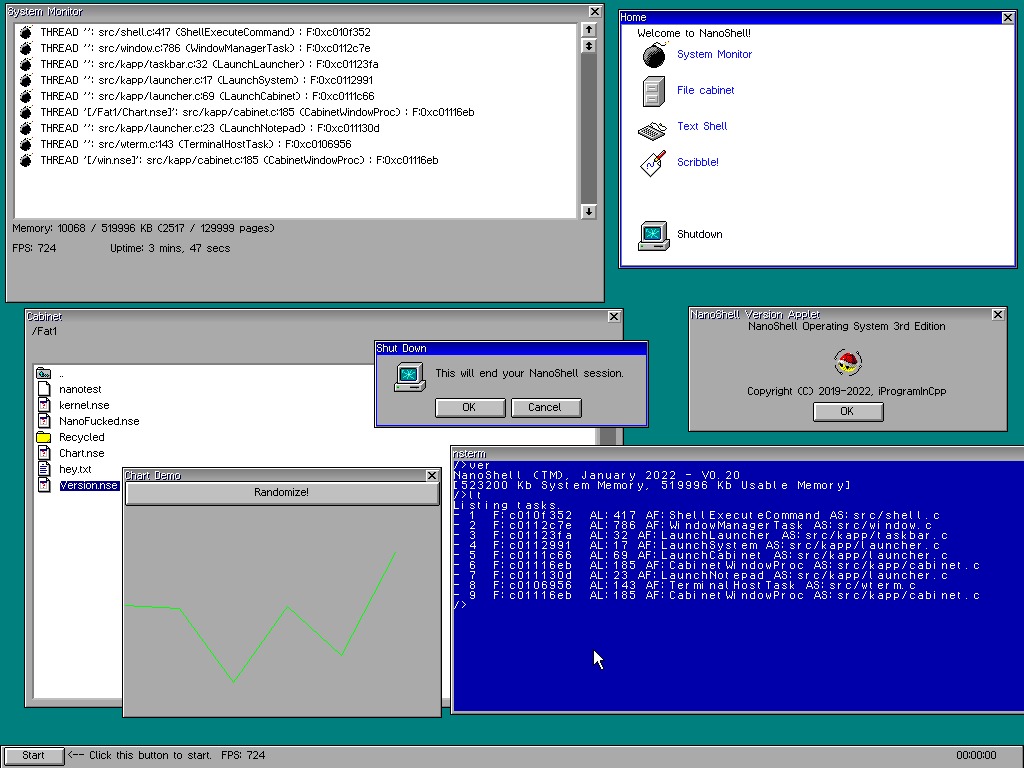 System Monitor
THREAD '': src/shell.c:417 (ShellExecuteCommand) : F:0xc010f352
THREAD '': src/window.c:786 (WindowManagerTask) : F:0xc0112c7e
THREAD '': src/kapp/taskbar.c:32 (LaunchLauncher) : F:0xc01123fa
THREAD '': src/kapp/launcher.c:17 (LaunchSystem) : F:0xc0112991
THREAD '': src/kapp/launcher.c:69 (LaunchCabinet) : F:0xc0111c66
THREAD '[/Fat1/Chart.nse]': src/kapp/cabinet.c:185 (CabinetWindowProc) : F:0xc01116eb
THREAD '': src/kapp/launcher.c:23 (LaunchNotepad) : F:0xc011130d
THREAD '': src/wterm.c:143 (TerminalHostTask) : F:0xc0106956
THREAD '[/win.nse]': src/kapp/cabinet.c:185 (CabinetWindowProc) : F:0xc01116eb
Memory: 10068 / 519996 KB (2517 / 129999 pages)
FPS: 724 Uptime: 3 mins, 47 secs
Home
Welcome to NanoShell!
System Monitor
File cabinet
Text Shell
Scribble!
Shutdown
Cabinet
/Fat1
..
nanotest
kernel.nse
NanoFucked.nse
Recycled
Chart.nse
hey.txt
Version.nse
Shut Down
This will end your NanoShell session.
OK Cancel
NanoShell Version Applet
NanoShell Operating System 3rd Edition
Copyright (C) 2019-2022, iProgramInCpp
OK
Chart Demo
Randomize!
nsterm
/>ver
NanoShell (TM), January 2022 - V0.20
[523200 Kb System Memory, 519996 Kb Usable Memory]
/>lt
Listing tasks.
- 1 F:c010f352 AL:417 AF:ShellExecuteCommand AS:src/shell.c
- 2 F:c0112c7e AL:786 AF:WindowManagerTask AS:src/window.c
- 3 F:c01123fa AL:32 AF:LaunchLauncher AS:src/kapp/taskbar.c
- 4 F:c0112991 AL:17 AF:LaunchSystem AS:src/kapp/launcher.c
- 5 F:c0111c66 AL:69 AF:LaunchCabinet AS:src/kapp/launcher.c
- 6 F:c01116eb AL:185 AF:CabinetWindowProc AS:src/kapp/cabinet.c
- 7 F:c011130d AL:23 AF:LaunchNotepad AS:src/kapp/launcher.c
- 8 F:c0106956 AL:143 AF:TerminalHostTask AS:src/wterm.c
- 9 F:c01116eb AL:185 AF:CabinetWindowProc AS:src/kapp/cabinet.c
/>
Start <-- Click this button to start. FPS: 724 00:00:00